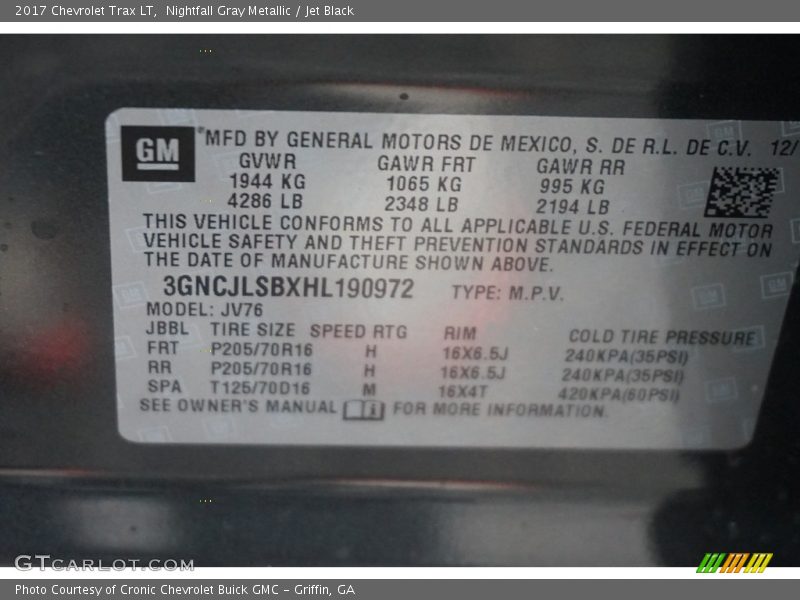 2017 Chevrolet Trax LT,  Nightfall Gray Metallic / Jet Black
GM
MFD BY GENERAL MOTORS DE MEXICO, S. DE R.L. DE C.V. 12/
GVWR GAWR FRT GAWR RR
1944 KG 1065 KG 995 KG
4286 LB 2348 LB 2194 LB
THIS VEHICLE CONFORMS TO ALL APPLICABLE U.S. FEDERAL MOTOR
VEHICLE SAFETY AND THEFT PREVENTION STANDARDS IN EFFECT ON
THE DATE OF MANUFACTURE SHOWN ABOVE.
3GNCJLSBXHL190972 TYPE: M.P.V.
MODEL: JV76
JBBL TIRE SIZE SPEED RTG RIM COLD TIRE PRESSURE
FRT P205/70R16 H 16X6.5J 240KPA(35PSI)
RR P205/70R16 H 16X6.5J 240KPA(35PSI)
SPA T125/70D16 M 16X4T 420KPA(60PSI)
SEE OWNER'S MANUAL FOR MORE INFORMATION.
GTCARLOT.COM
Photo Courtesy of Cronic Chevrolet Buick GMC – Griffin, GA